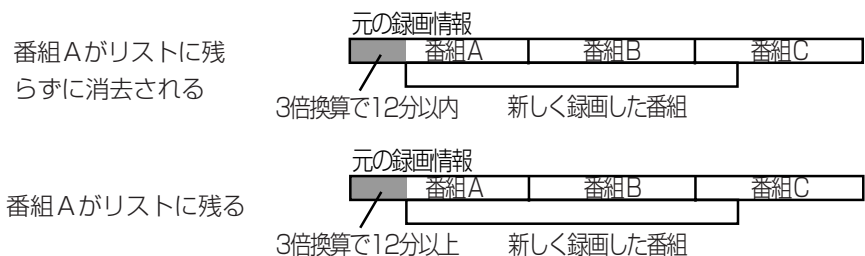 元の録画情報
番組Aがリストに残
らずに消去される
番組A 番組B 番組C
3倍換算で12分以内 新しく録画した番組
元の録画情報
番組Aがリストに残る
番組A 番組B 番組C
3倍換算で12分以上 新しく録画した番組